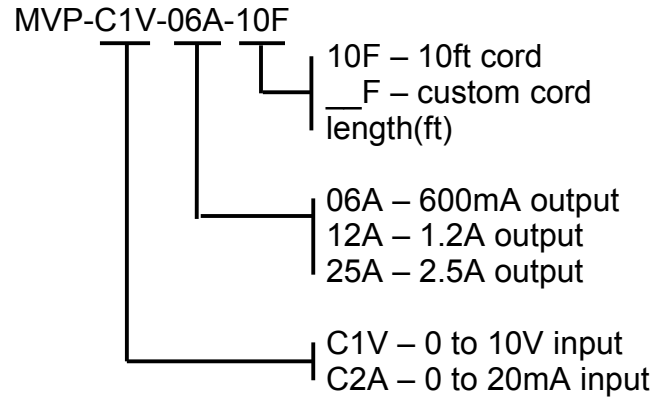 MVP-C1V-06A-10F
10F – 10ft cord
__F – custom cord
length(ft)
06A – 600mA output
12A – 1.2A output
25A – 2.5A output
C1V – 0 to 10V input
C2A – 0 to 20mA input